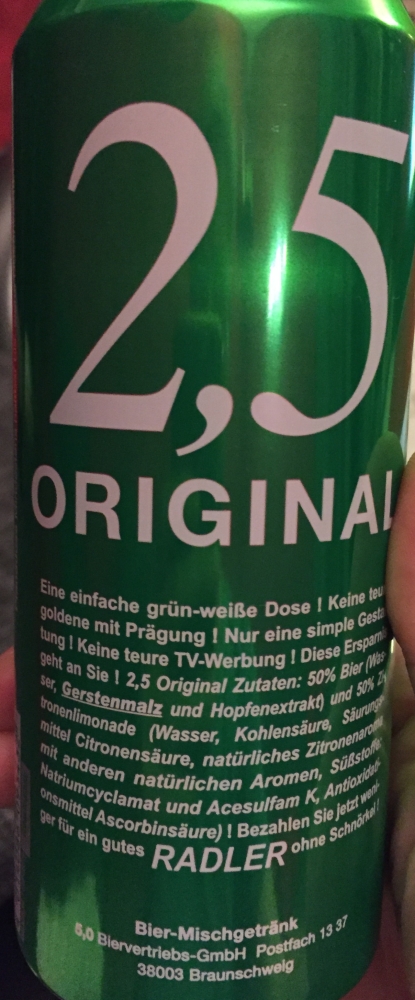 2,5
ORIGINAL
Eine einfache grün-weiße Dose ! Keine teu
goldene mit Prägung ! Nur eine simple Gesta
tung ! Keine teure TV-Werbung ! Diese Ersparnis
geht an Sie ! 2,5 Original Zutaten: 50% Bier (Was-
ser, Gerstenmalz und Hopfenextrakt) und 50% Zi-
tronenlimonade (Wasser, Kohlensäure, Säurungs
mittel Citronensäure, natürliches Zitronenaroma
mit anderen natürlichen Aromen, Süßstoffe:
Natriumcyclamat und Acesulfam K, Antioxidati-
onsmittel Ascorbinsäure) ! Bezahlen Sie jetzt weni-
ger für ein gutes RADLER ohne Schnörkel !
Bier-Mischgetränk
5,0 Biervertriebs-GmbH Postfach 13 37
38003 Braunschweig